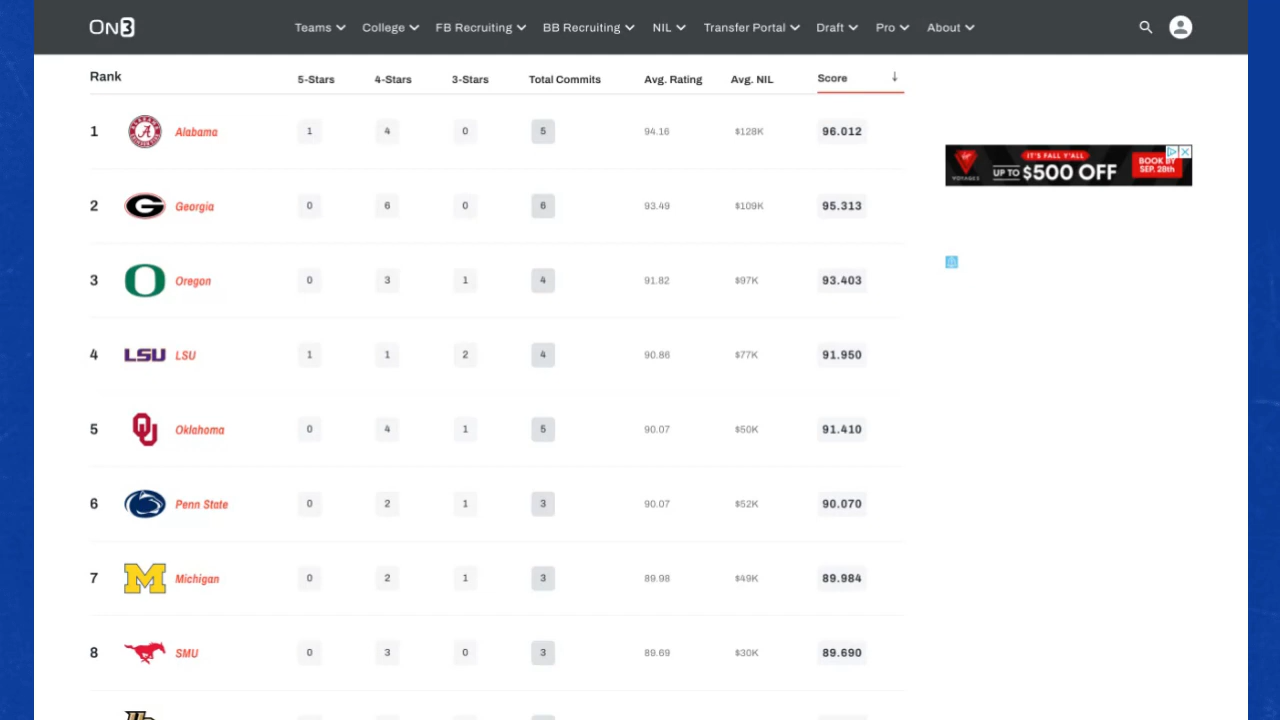 ON3 Teams College FB Recruiting BB Recruiting NIL Transfer Portal Draft Pro About
Rank 5-Stars 4-Stars 3-Stars Total Commits Avg. Rating Avg. NIL Score ↓
1 A Alabama 1 4 0 5 94.16 $128K 96.012
IT'S FALL Y'ALL
UP TO $500 OFF
BOOK BY
SEP. 28th
VOYAGES
2 G Georgia 0 6 0 6 93.49 $109K 95.313
3 O Oregon 0 3 1 4 91.82 $97K 93.403
4 LSU LSU 1 1 2 4 90.86 $77K 91.950
5 OU Oklahoma 0 4 1 5 90.07 $50K 91.410
6 Penn State 0 2 1 3 90.07 $52K 90.070
7 M Michigan 0 2 1 3 89.98 $49K 89.984
8 SMU 0 3 0 3 89.69 $30K 89.690